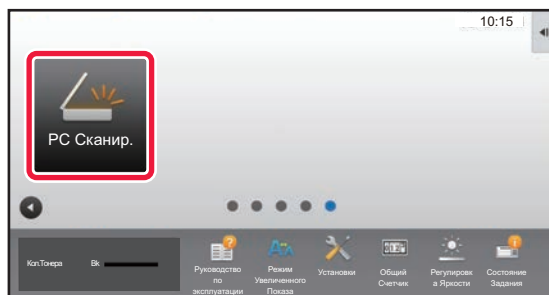 10:15
PC Сканир.
Кол.Тонера Bk
Руководство
по
эксплуатации
Режим
Увеличенного
Показа
Установки
Общий
Счетчик
Регулировк
а Яркости
Состояние
Задания